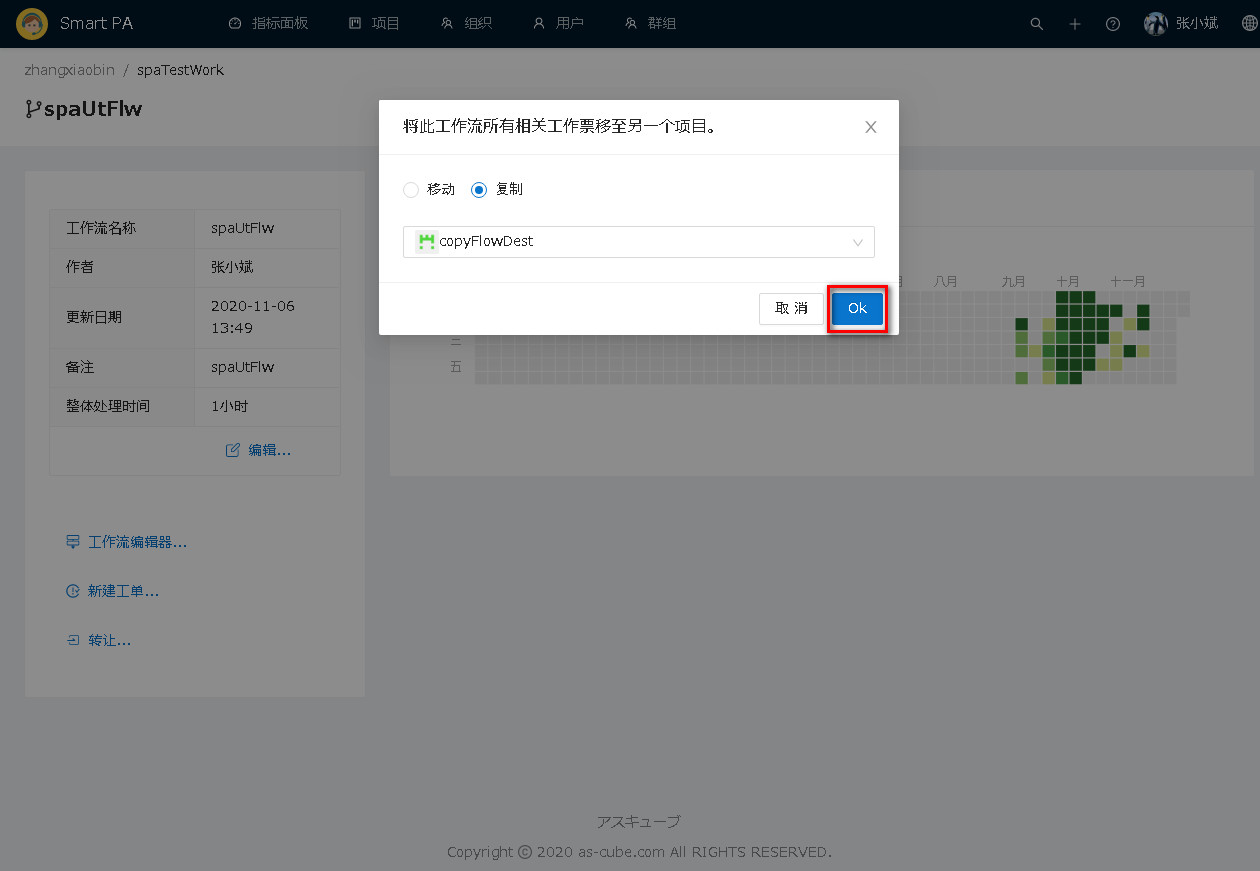 Smart PA 指标面板 项目 组织 用户 群组 张小斌
zhangxiaobin / spaTestWork
spaUtFlw
将此工作流所有相关工作票移至另一个项目。
移动 复制
copyFlowDest
取 消 Ok
工作流名称 spaUtFlw
作者 张小斌
更新日期 2020-11-06 13:49
备注 spaUtFlw
整体处理时间 1小时
编辑...
八月 九月 十月 十一月
三
五
工作流编辑器...
新建工单...
转让...
アスキューブ
Copyright © 2020 as-cube.com All RIGHTS RESERVED.